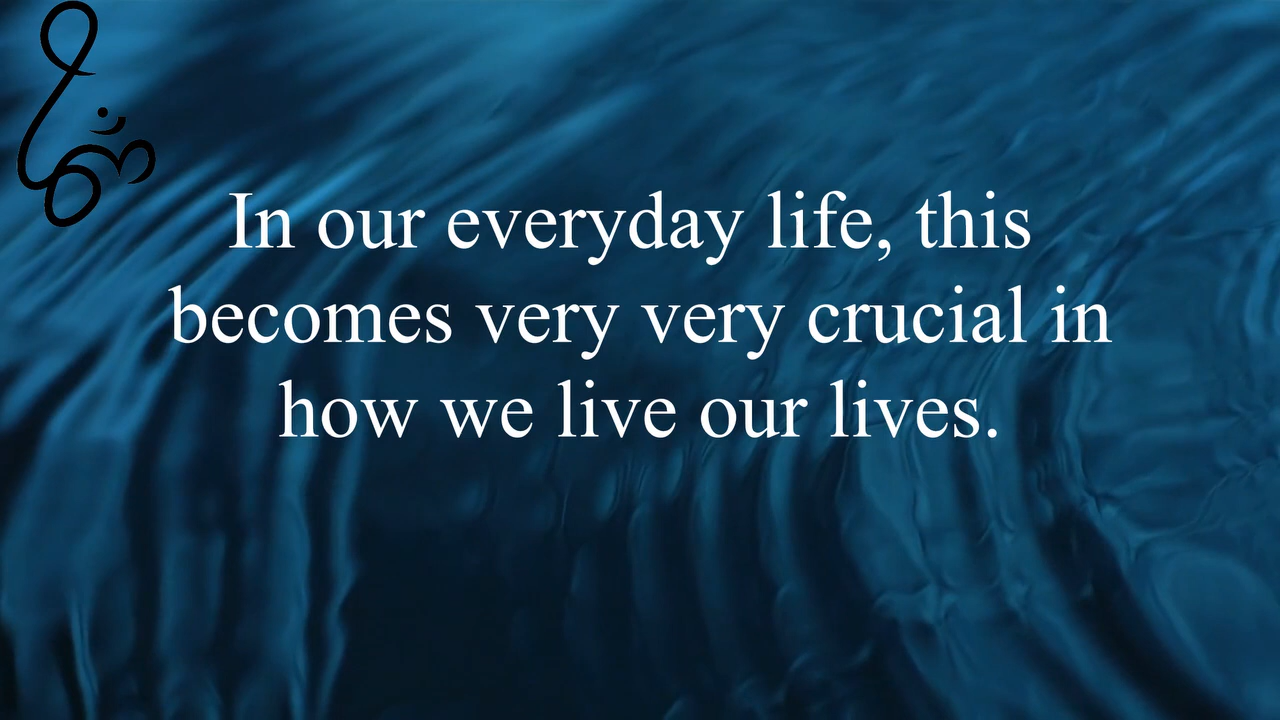 ॐ
In our everyday life, this
becomes very very crucial in
how we live our lives.